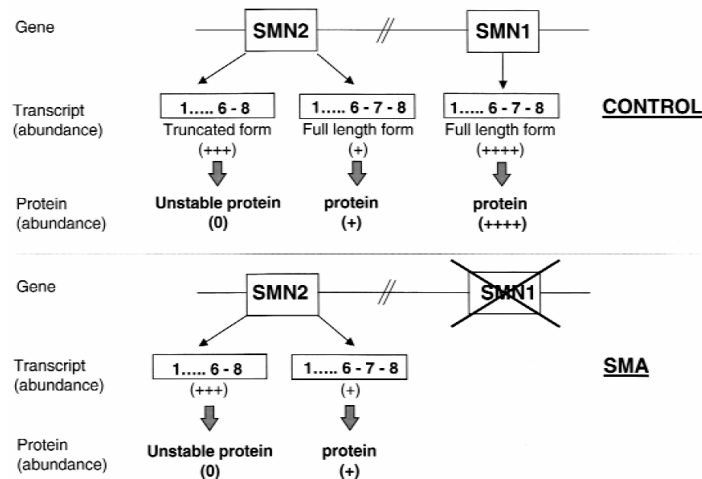 Gene SMN2 SMN1
Transcript 1..... 6 - 8 1..... 6 - 7 - 8 1..... 6 - 7 - 8 CONTROL
(abundance) Truncated form Full length form Full length form
(+++) (+) (++++)
Protein Unstable protein protein protein
(abundance) (0) (+) (++++)
Gene SMN2 SMN1
Transcript 1..... 6 - 8 1..... 6 - 7 - 8 SMA
(abundance) (+++) (+)
Protein Unstable protein protein
(abundance) (0) (+)